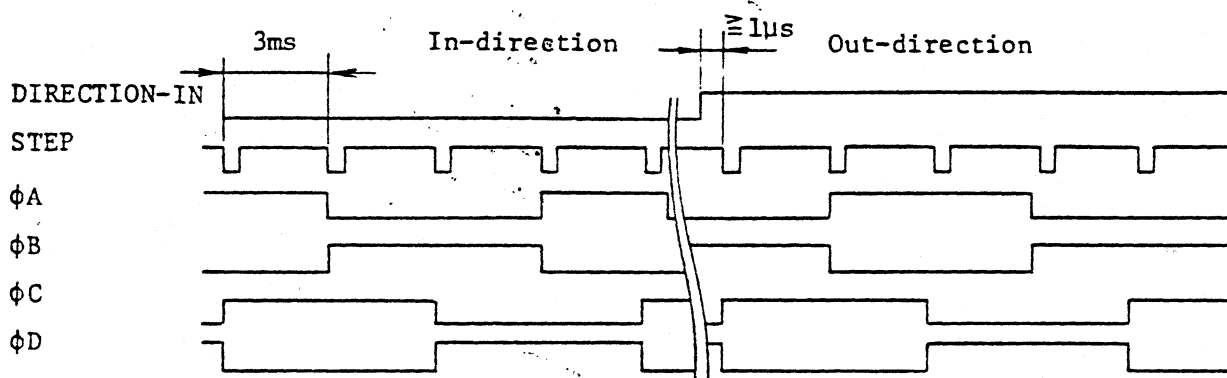 3ms In-direction ≧1µs Out-direction
DIRECTION-IN
STEP
ϕA
ϕB
ϕC
ϕD